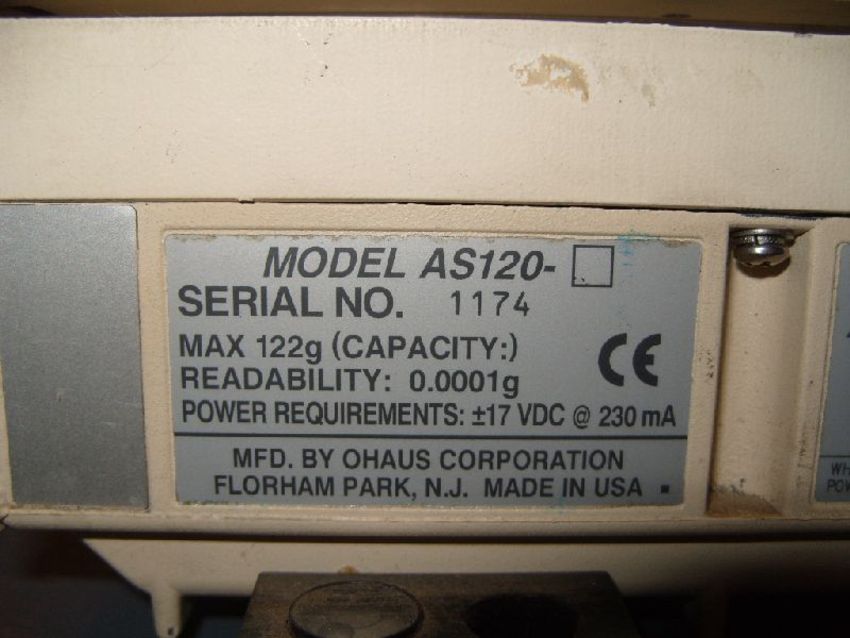 MODEL AS120-
SERIAL NO. 1174
MAX 122g (CAPACITY:)
READABILITY: 0.0001g
CE
POWER REQUIREMENTS: ±17 VDC @ 230 mA
MFD. BY OHAUS CORPORATION
FLORHAM PARK, N.J. MADE IN USA